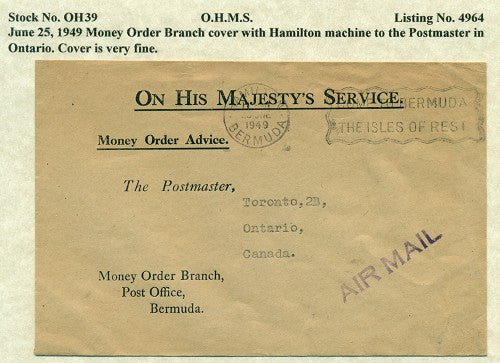 Stock No. OH39 O.H.M.S. Listing No. 4964
June 25, 1949 Money Order Branch cover with Hamilton machine to the Postmaster in
Ontario. Cover is very fine.
ON HIS MAJESTY'S SERVICE.
1949
BERMUDA
BERMUDA
THE ISLES OF REST
Money Order Advice.
The Postmaster,
Toronto,2B,
Ontario,
Canada.
AIR MAIL
Money Order Branch,
Post Office,
Bermuda.